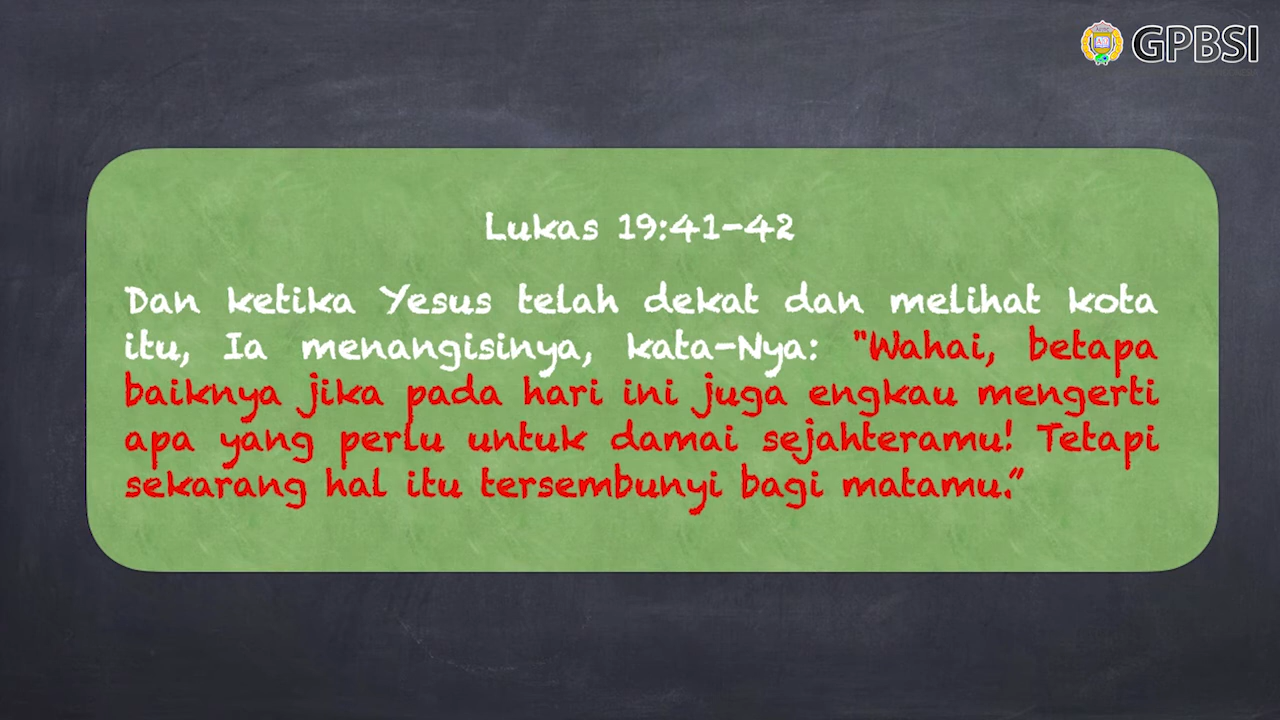 GPBSI
Lukas 19:41-42
Dan ketika Yesus telah dekat dan melihat kota
itu, Ia menangisinya, kata-Nya: "Wahai, betapa
baiknya jika pada hari ini juga engkau mengerti
apa yang perlu untuk damai sejahteramu! Tetapi
sekarang hal itu tersembunyi bagi matamu."